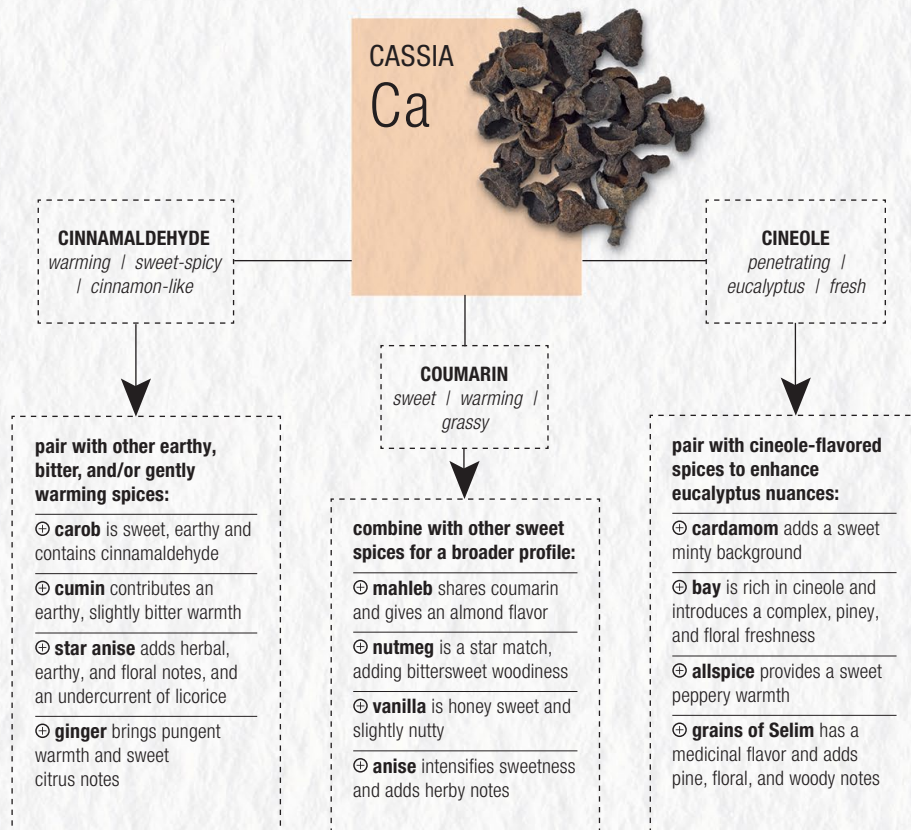 CASSIA
Ca
CINNAMALDEHYDE
warming | sweet-spicy
| cinnamon-like
CINEOLE
penetrating |
eucalyptus | fresh
COUMARIN
sweet | warming |
grassy
pair with other earthy,
bitter, and/or gently
warming spices:
⊕ carob is sweet, earthy and
contains cinnamaldehyde
⊕ cumin contributes an
earthy, slightly bitter warmth
⊕ star anise adds herbal,
earthy, and floral notes, and
an undercurrent of licorice
⊕ ginger brings pungent
warmth and sweet
citrus notes
combine with other sweet
spices for a broader profile:
⊕ mahleb shares coumarin
and gives an almond flavor
⊕ nutmeg is a star match,
adding bittersweet woodiness
⊕ vanilla is honey sweet and
slightly nutty
⊕ anise intensifies sweetness
and adds herby notes
pair with cineole-flavored
spices to enhance
eucalyptus nuances:
⊕ cardamom adds a sweet
minty background
⊕ bay is rich in cineole and
introduces a complex, piney,
and floral freshness
⊕ allspice provides a sweet
peppery warmth
⊕ grains of Selim has a
medicinal flavor and adds
pine, floral, and woody notes